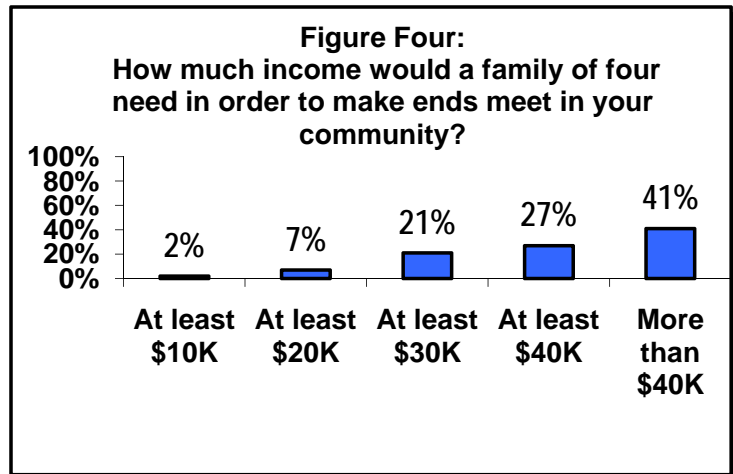 Figure Four:
How much income would a family of four
need in order to make ends meet in your
community?
100%
80%
60%
40%
20%
0%
2%
7%
21%
27%
41%
At least
$10K
At least
$20K
At least
$30K
At least
$40K
More
than
$40K